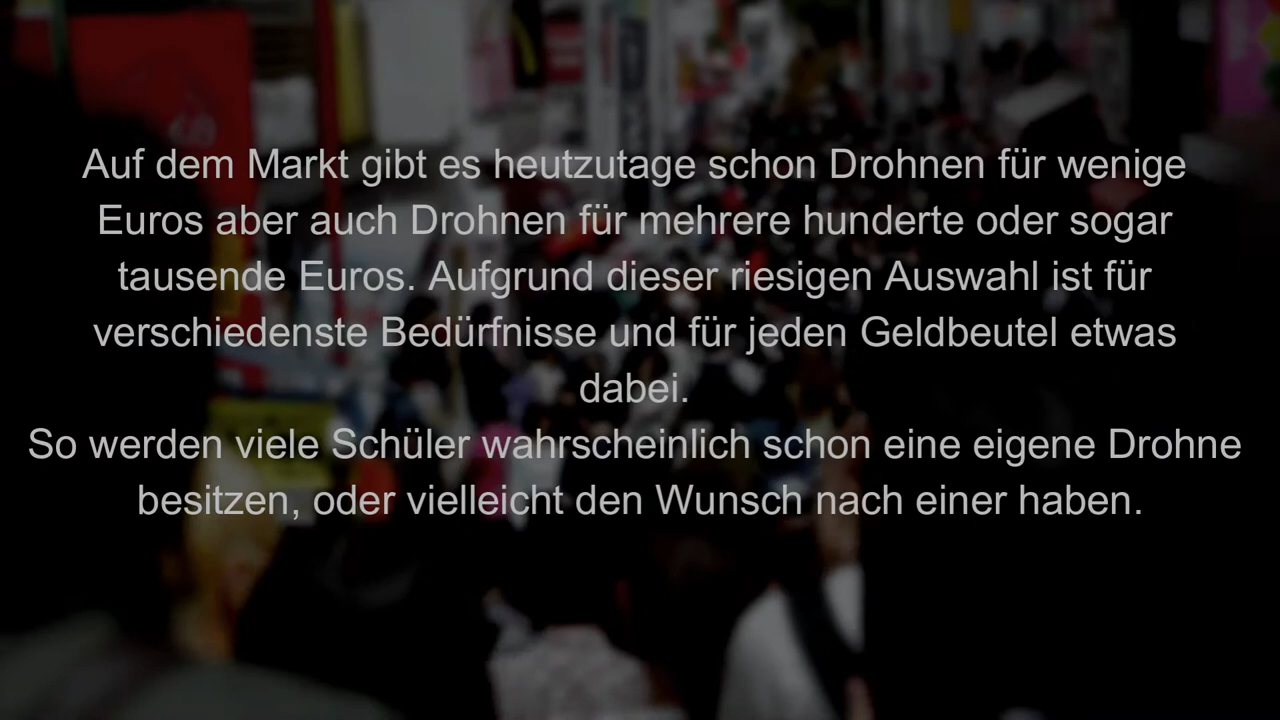 Auf dem Markt gibt es heutzutage schon Drohnen für wenige
Euros aber auch Drohnen für mehrere hunderte oder sogar
tausende Euros. Aufgrund dieser riesigen Auswahl ist für
verschiedenste Bedürfnisse und für jeden Geldbeutel etwas
dabei.
So werden viele Schüler wahrscheinlich schon eine eigene Drohne
besitzen, oder vielleicht den Wunsch nach einer haben.